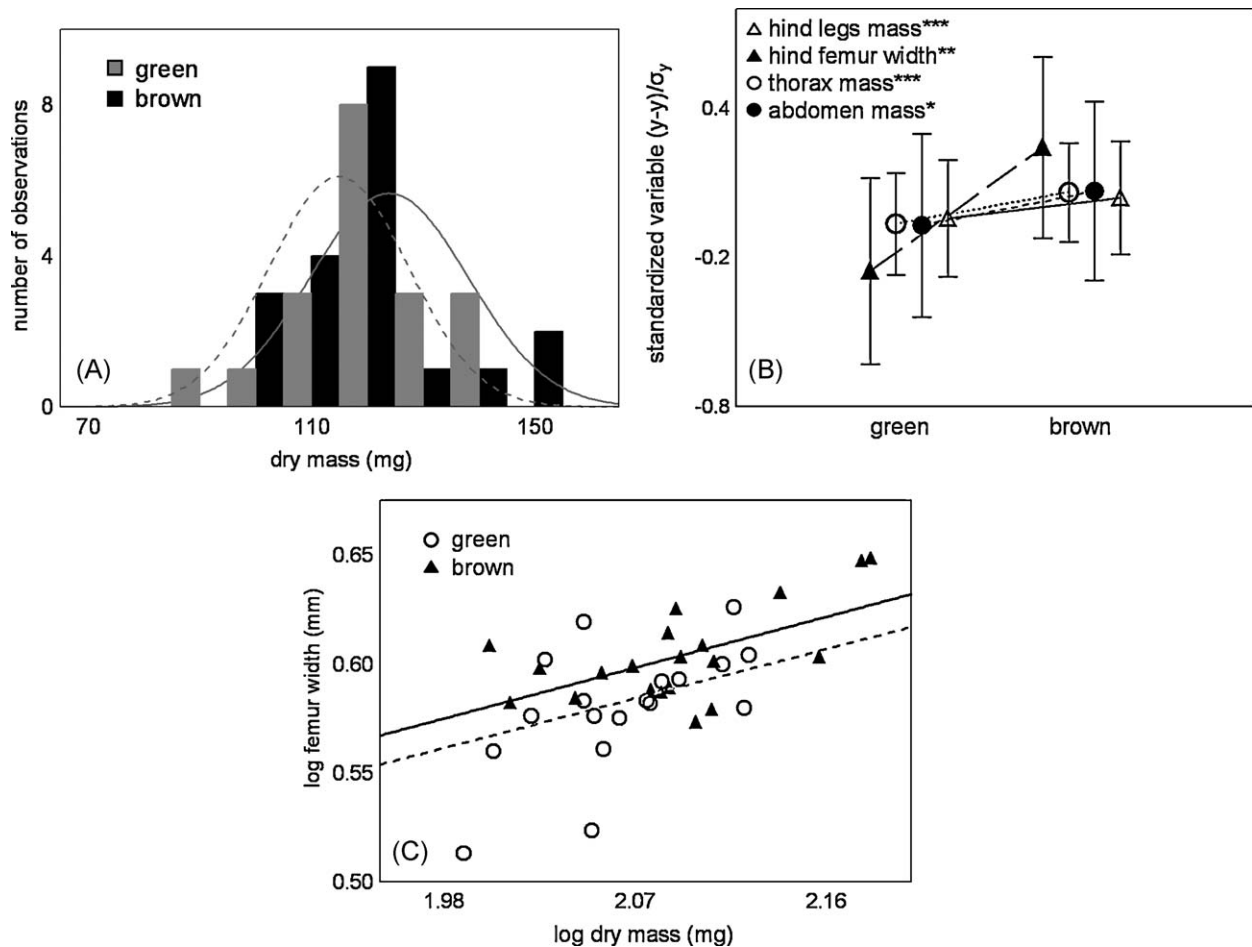 green
brown
number of observations
8
4
0
(A)
70 110 150
dry mass (mg)
hind legs mass***
hind femur width**
thorax mass***
abdomen mass*
standardized variable (y-y)/σy
0.4
-0.2
-0.8
(B)
green brown
green
brown
log femur width (mm)
0.65
0.60
0.55
0.50
(C)
1.98 2.07 2.16
log dry mass (mg)